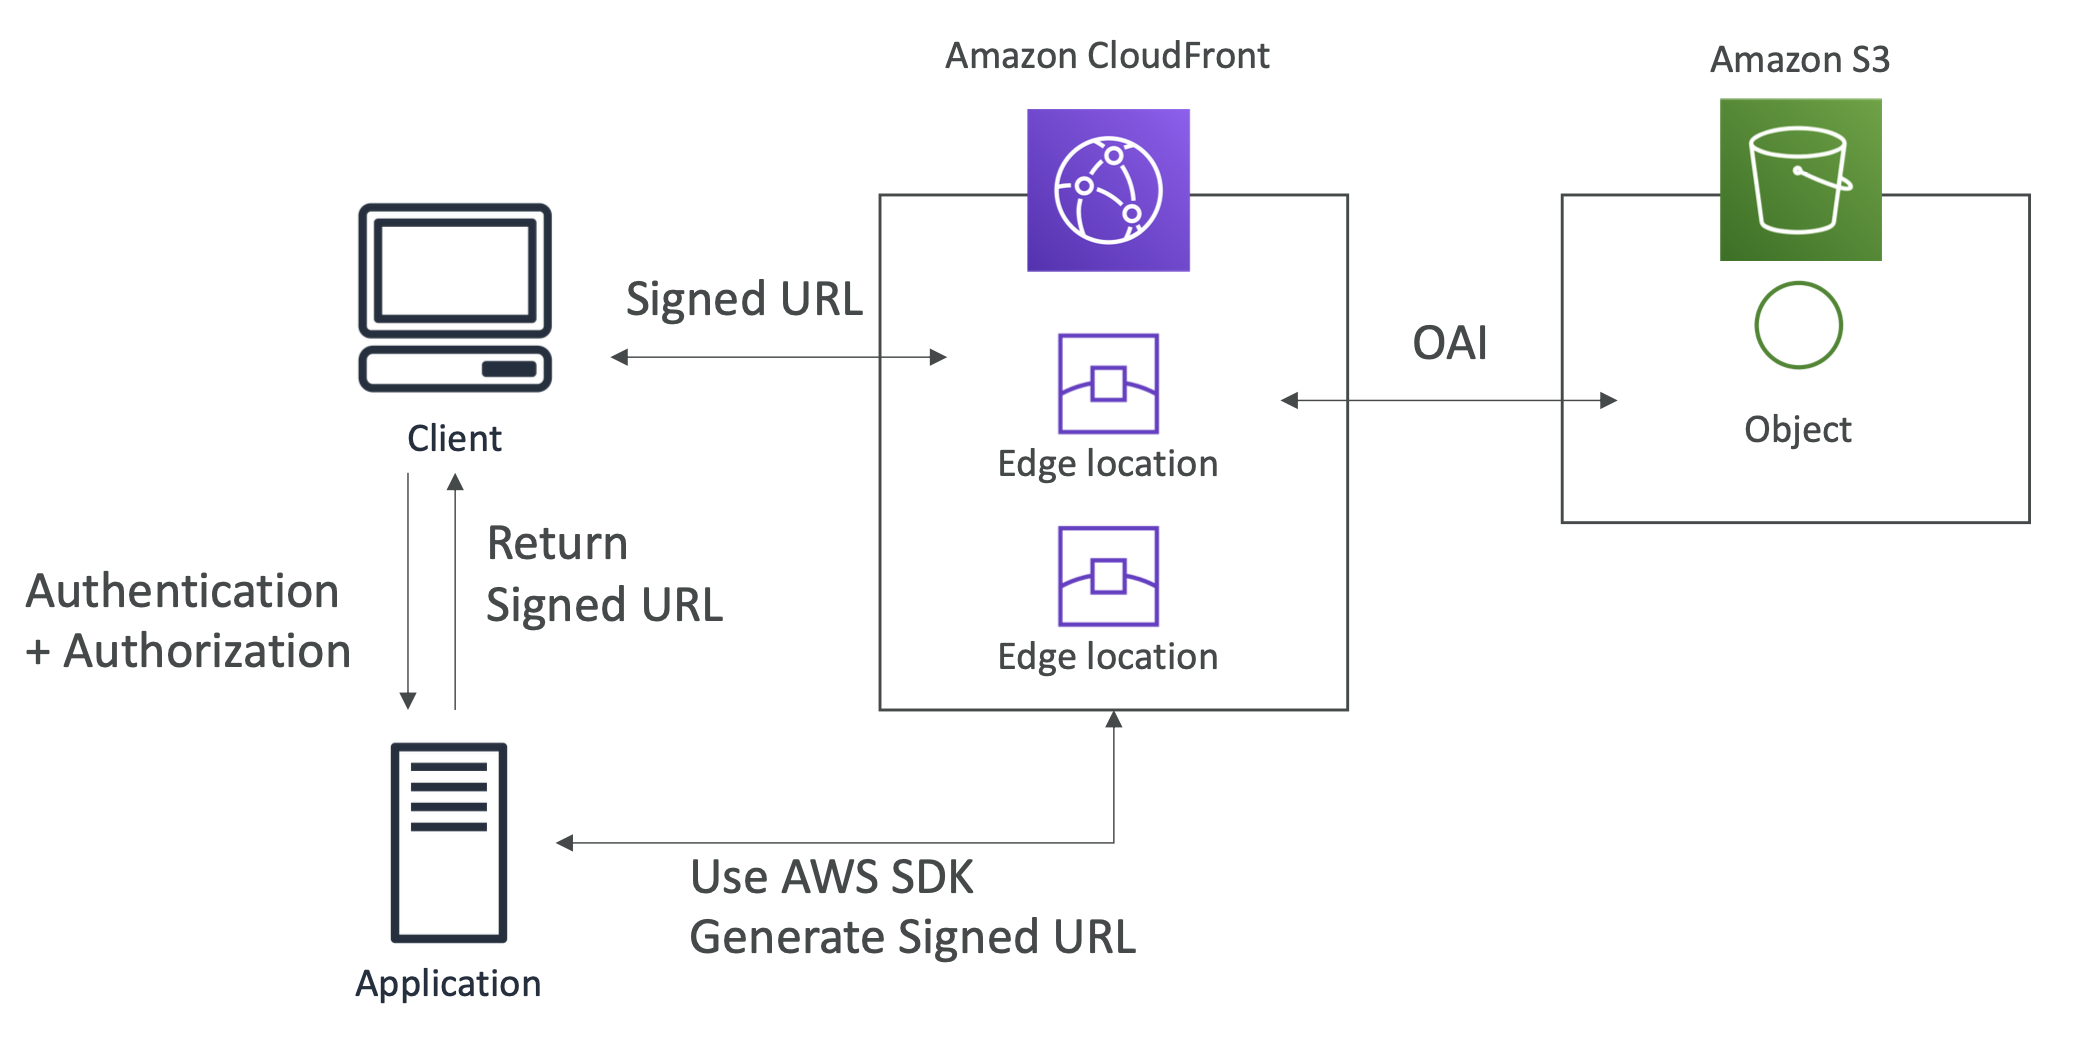 Amazon CloudFront
Amazon S3
Signed URL
OAI
Object
Client
Edge location
Return
Signed URL
Authentication
+ Authorization
Edge location
Use AWS SDK
Generate Signed URL
Application